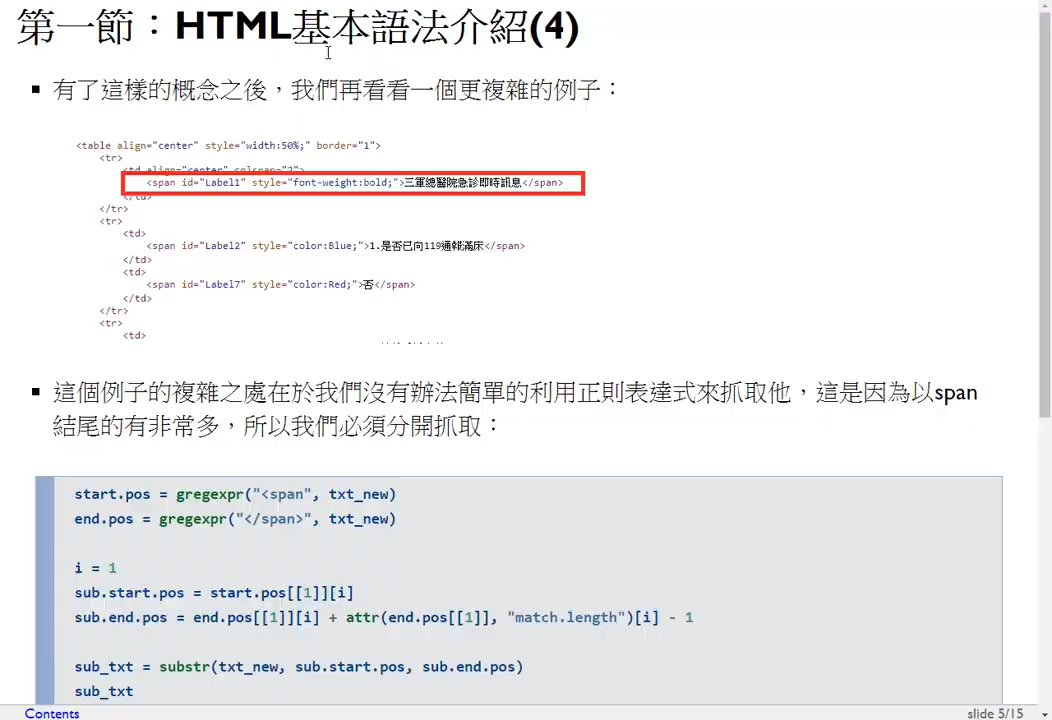 第一節：HTML基本語法介紹(4)
有了這樣的概念之後，我們再看看一個更複雜的例子：
<table align="center" style="width:50%;" border="1">
<tr>
<td align="center" colspan="2">
<span id="Label1" style="font-weight:bold;">三軍總醫院急診即時訊息</span>
</td>
</tr>
<tr>
<td>
<span id="Label2" style="color:Blue;">1.是否已向119通報滿床</span>
</td>
<td>
<span id="Label7" style="color:Red;">否</span>
</td>
</tr>
<tr>
<td>
這個例子的複雜之處在於我們沒有辦法簡單的利用正則表達式來抓取他，這是因為以span
結尾的有非常多，所以我們必須分開抓取：
start.pos = gregexpr("<span", txt_new)
end.pos = gregexpr("</span>", txt_new)
i = 1
sub.start.pos = start.pos[[1]][i]
sub.end.pos = end.pos[[1]][i] + attr(end.pos[[1]], "match.length")[i] - 1
sub_txt = substr(txt_new, sub.start.pos, sub.end.pos)
sub_txt
Contents
slide 5/15